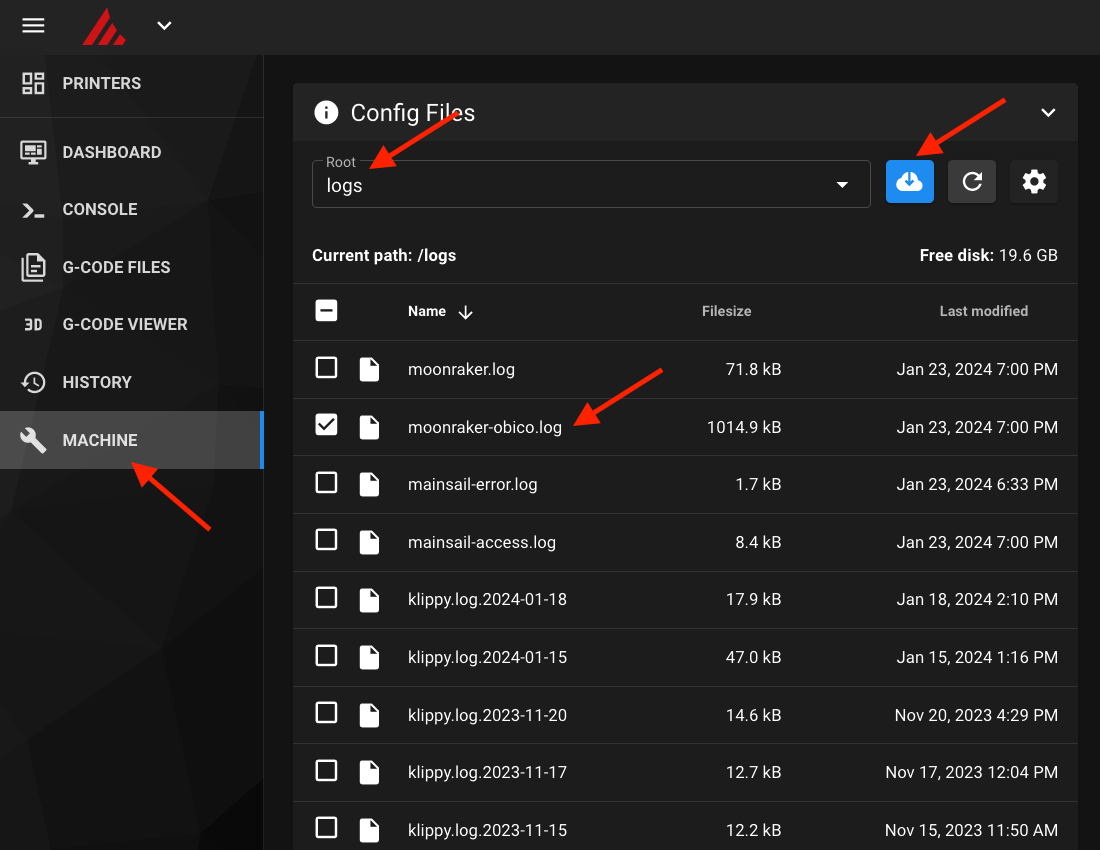 PRINTERS
DASHBOARD
CONSOLE
G-CODE FILES
3D G-CODE VIEWER
HISTORY
MACHINE
Config Files
Root
logs
Current path: /logs Free disk: 19.6 GB
Name Filesize Last modified
moonraker.log 71.8 kB Jan 23, 2024 7:00 PM
moonraker-obico.log 1014.9 kB Jan 23, 2024 7:00 PM
mainsail-error.log 1.7 kB Jan 23, 2024 6:33 PM
mainsail-access.log 8.4 kB Jan 23, 2024 7:00 PM
klippy.log.2024-01-18 17.9 kB Jan 18, 2024 2:10 PM
klippy.log.2024-01-15 47.0 kB Jan 15, 2024 1:16 PM
klippy.log.2023-11-20 14.6 kB Nov 20, 2023 4:29 PM
klippy.log.2023-11-17 12.7 kB Nov 17, 2023 12:04 PM
klippy.log.2023-11-15 12.2 kB Nov 15, 2023 11:50 AM